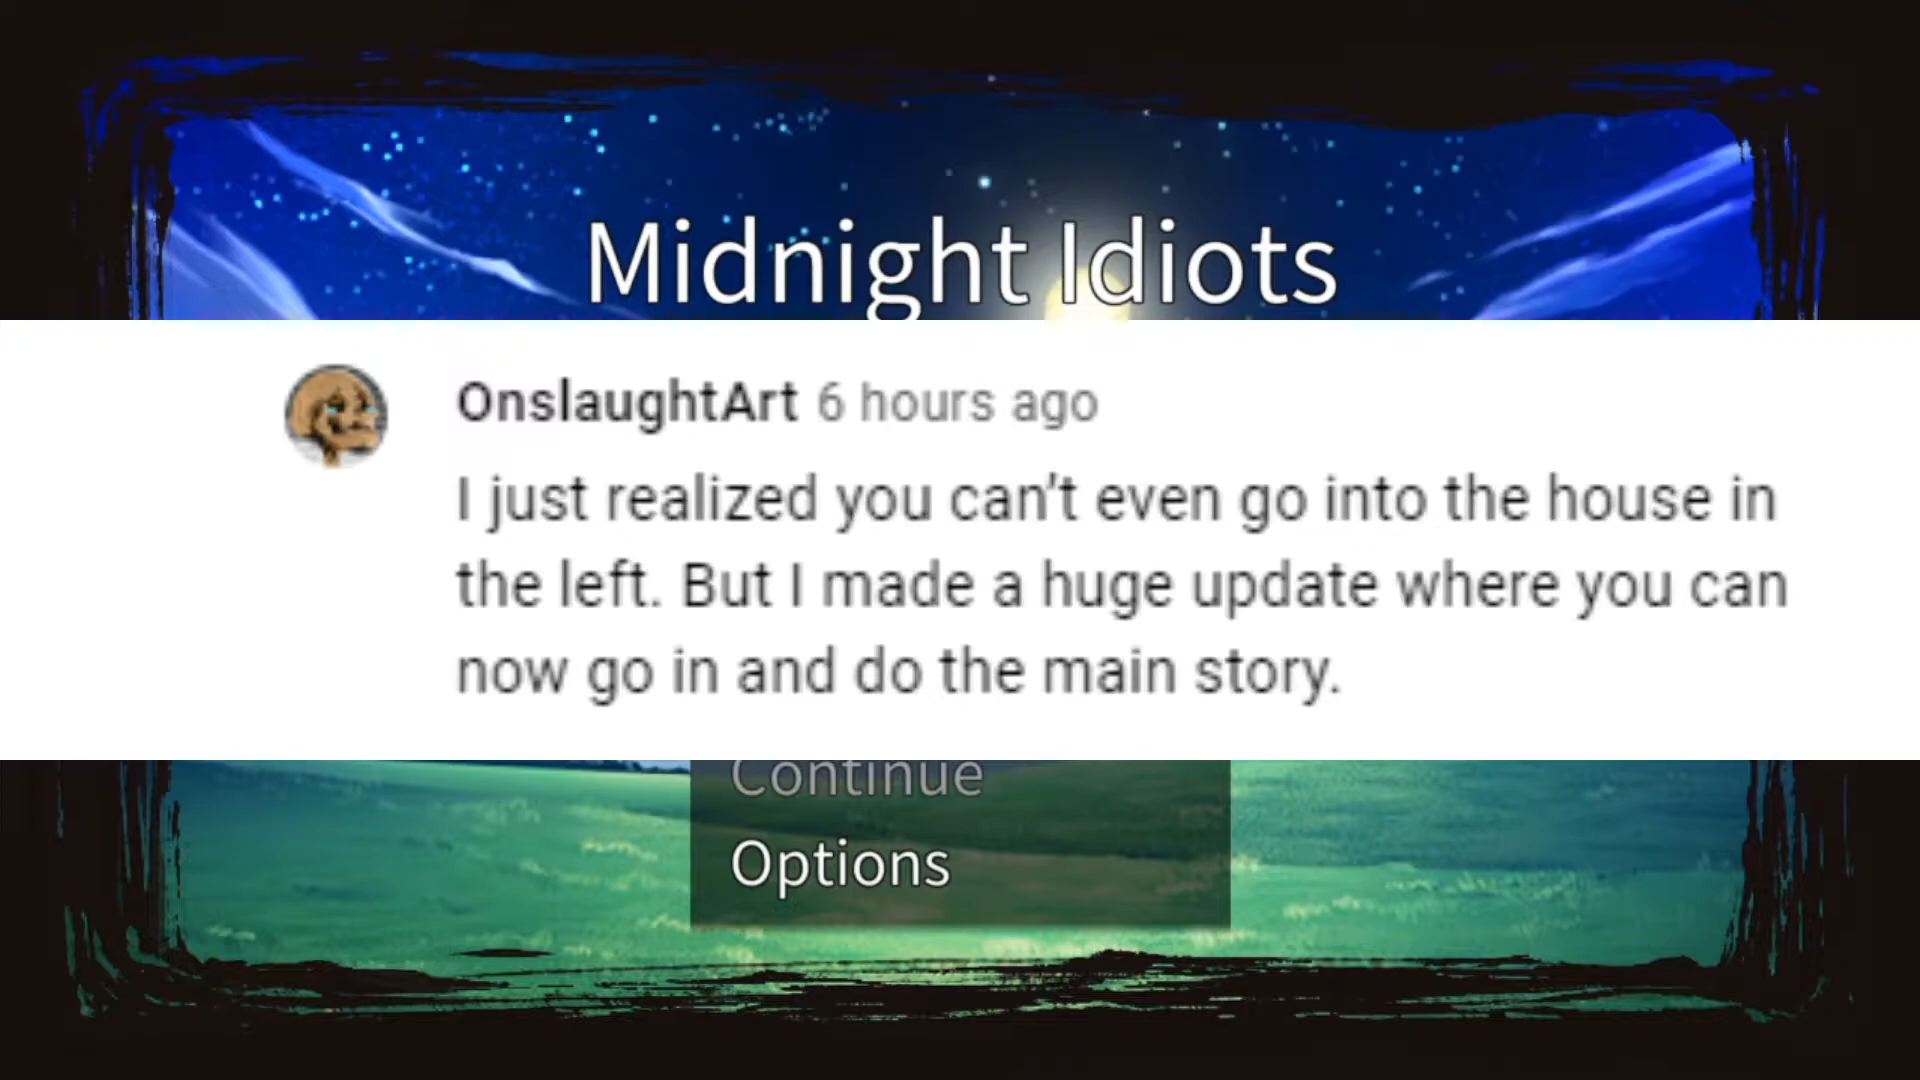 Midnight Idiots
OnslaughtArt 6 hours ago
I just realized you can't even go into the house in
the left. But I made a huge update where you can
now go in and do the main story.
Continue
Options